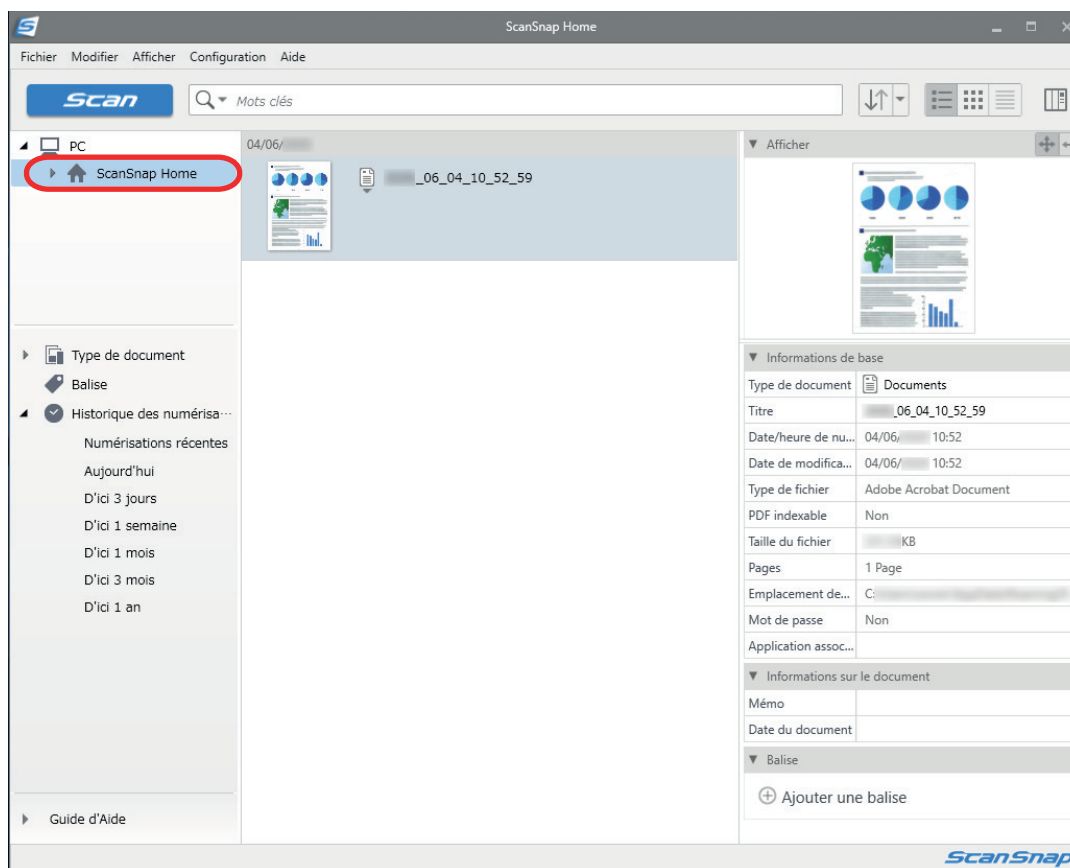 ScanSnap Home
Fichier Modifier Afficher Configuration Aide
Scan
Mots clés
PC
ScanSnap Home
04/06/
_06_04_10_52_59
Type de document
Balise
Historique des numérisa...
Numérisations récentes
Aujourd'hui
D'ici 3 jours
D'ici 1 semaine
D'ici 1 mois
D'ici 3 mois
D'ici 1 an
Guide d'Aide
Afficher
Informations de base
Type de document Documents
Titre _06_04_10_52_59
Date/heure de nu... 04/06/ 10:52
Date de modifica... 04/06/ 10:52
Type de fichier Adobe Acrobat Document
PDF indexable Non
Taille du fichier KB
Pages 1 Page
Emplacement de... C:
Mot de passe Non
Application assoc...
Informations sur le document
Mémo
Date du document
Balise
Ajouter une balise
ScanSnap